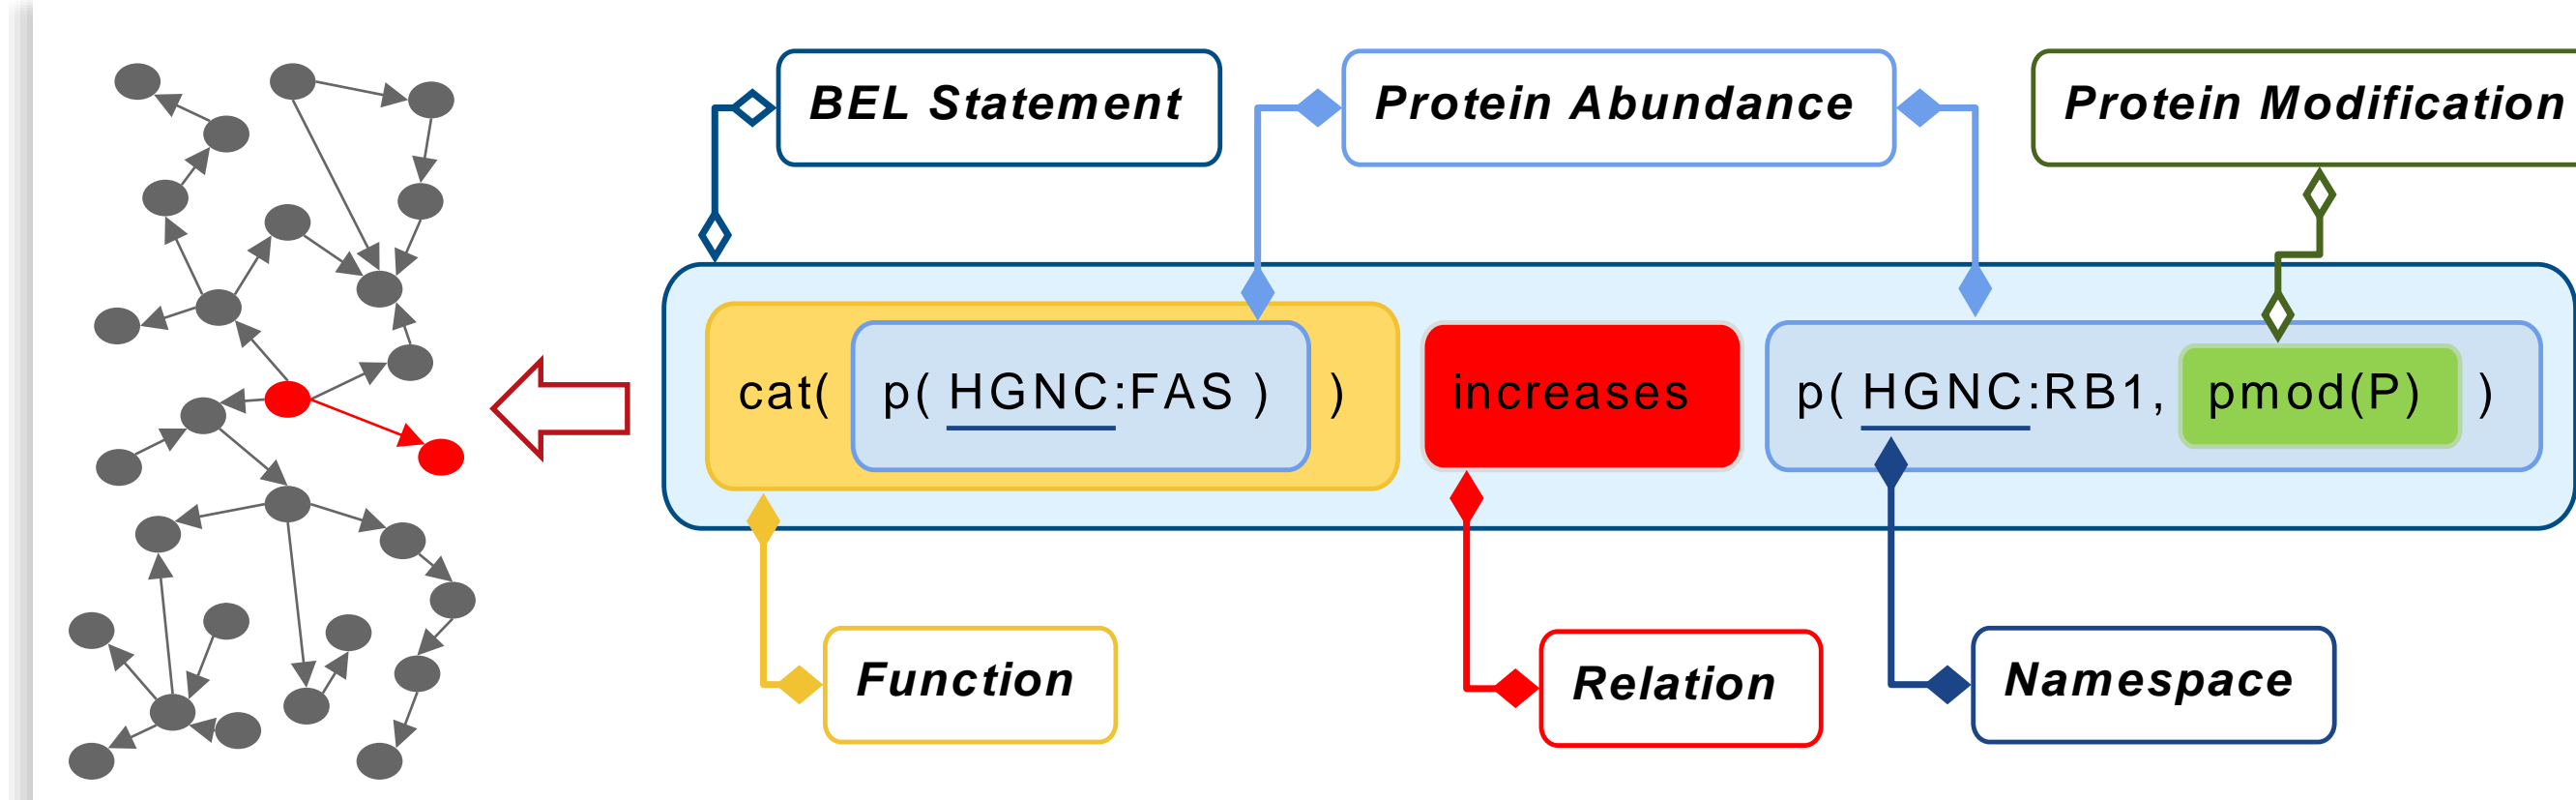 BEL Statement
Protein Abundance
Protein Modification
cat( p( HGNC:FAS ) ) increases p( HGNC:RB1, pmod(P) )
Function
Relation
Namespace